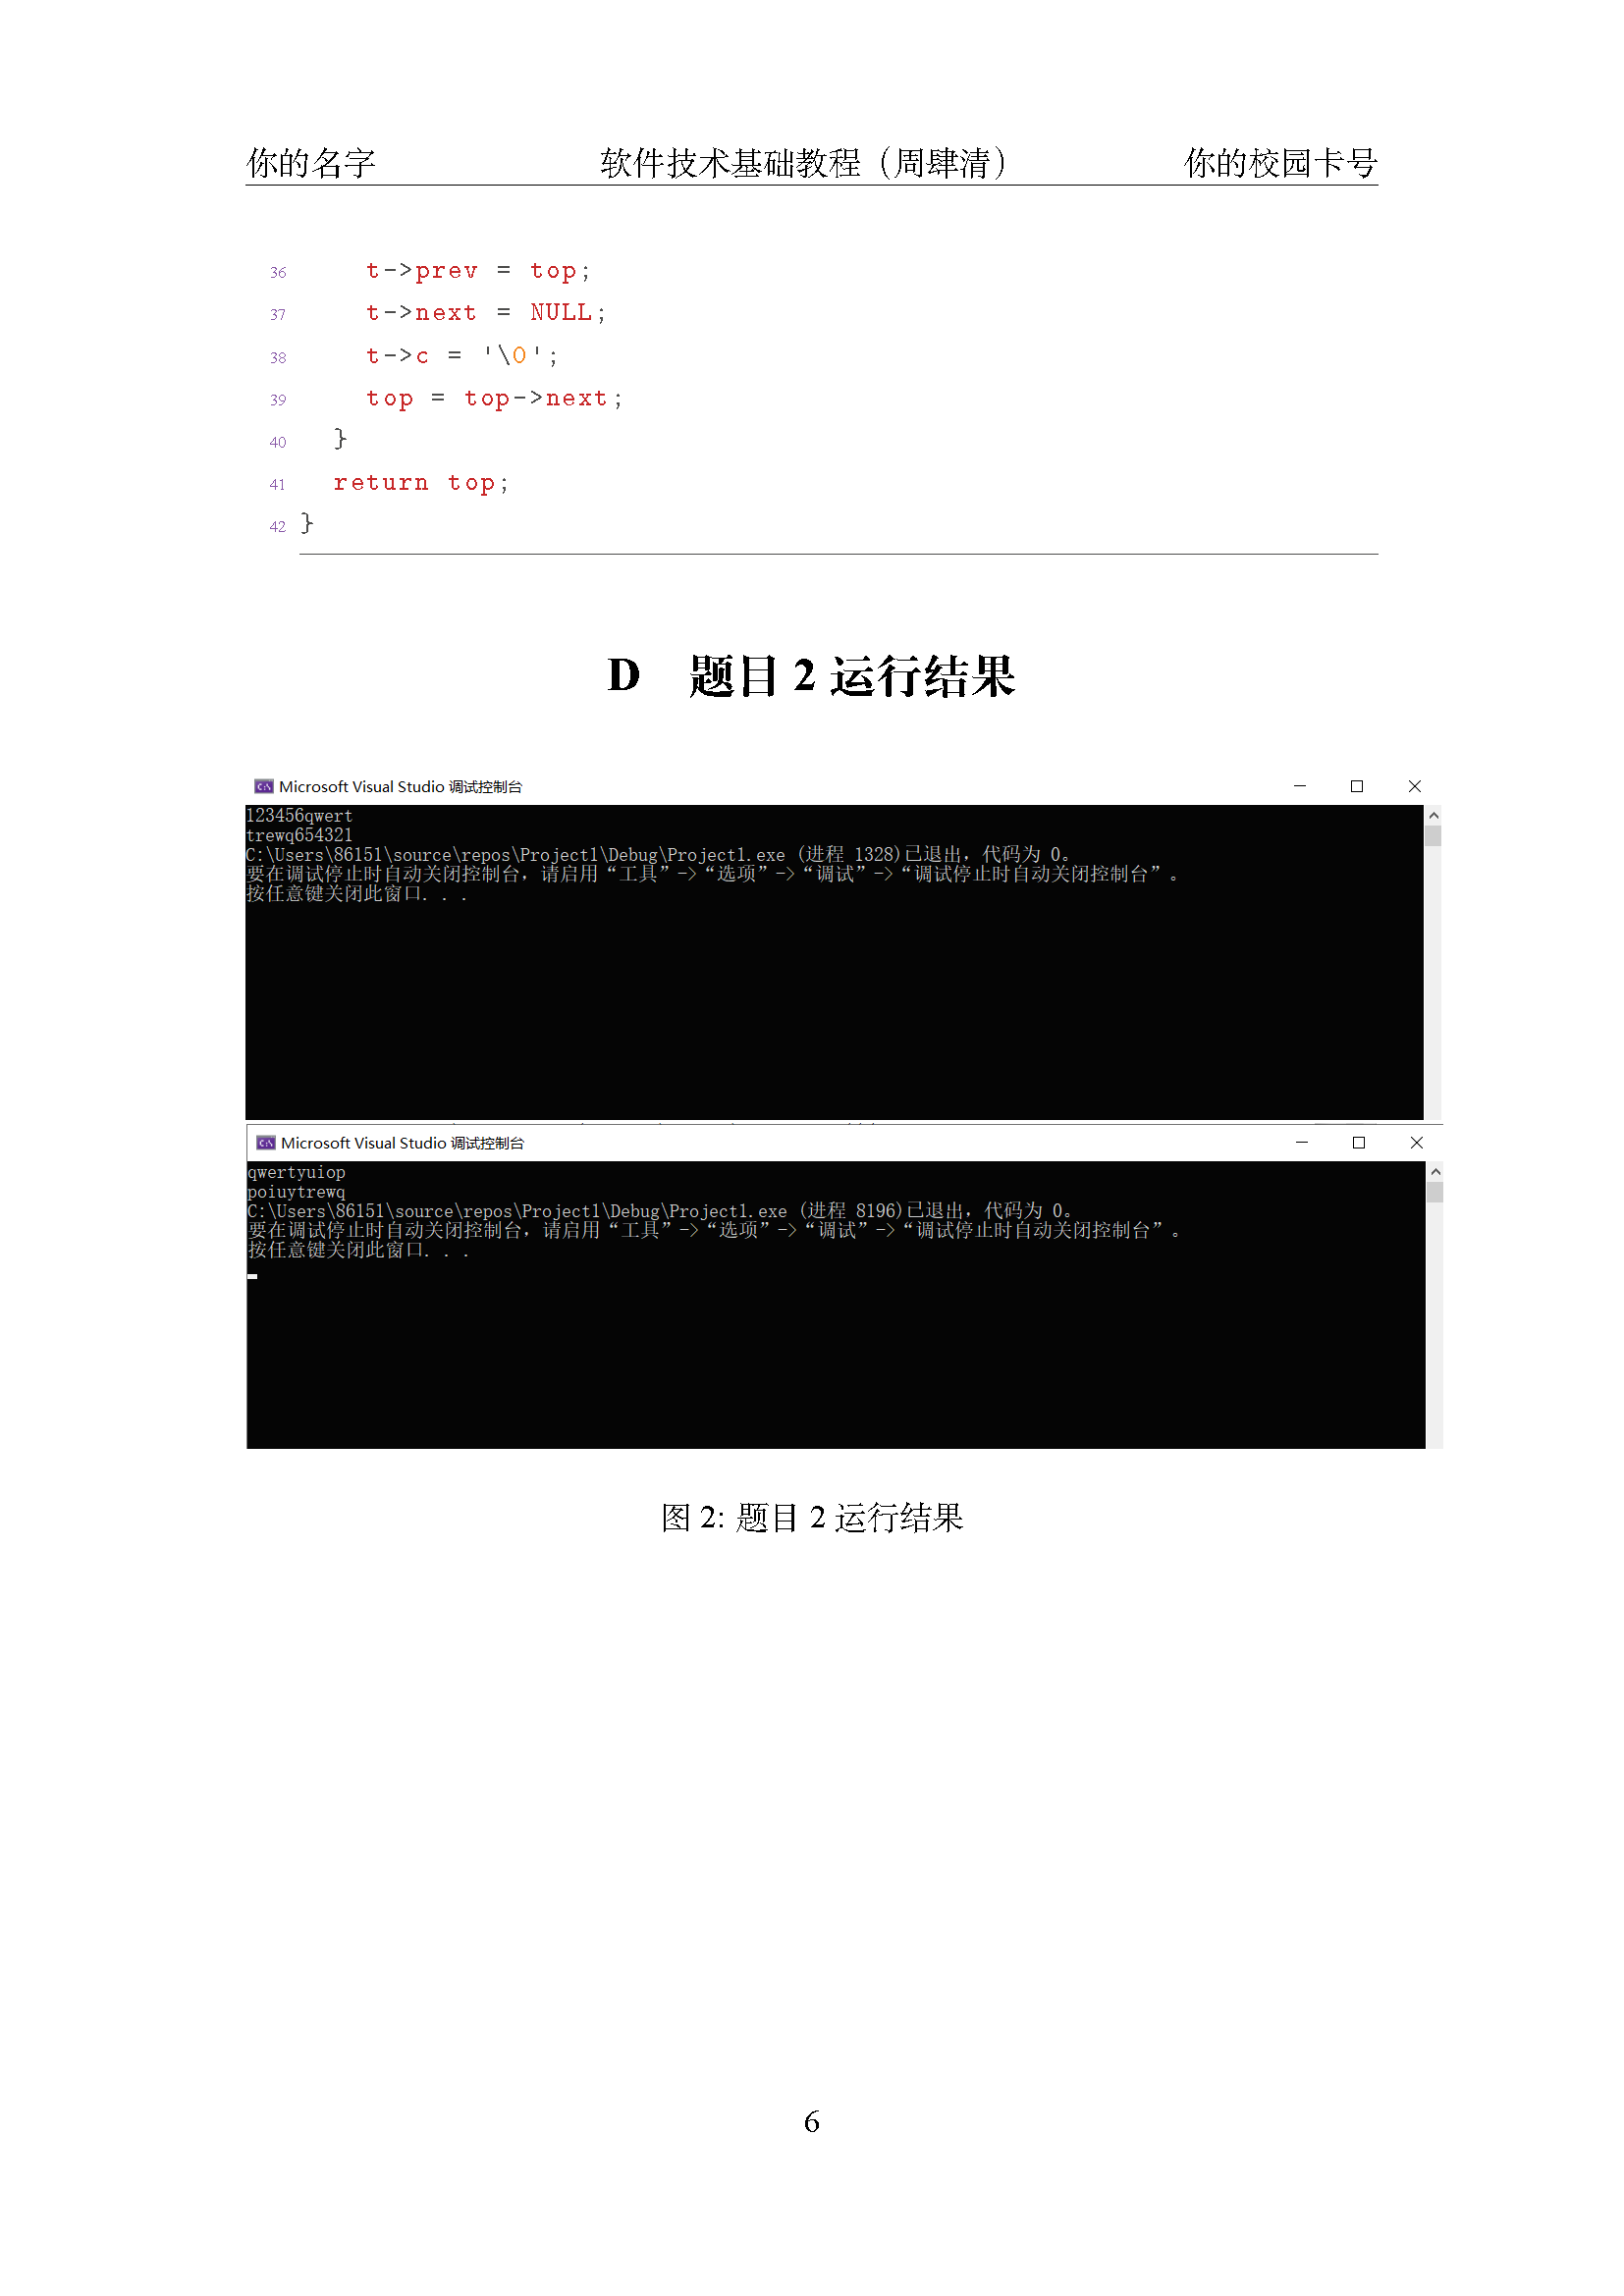 你的名字 软件技术基础教程（周肆清） 你的校园卡号
36 t->prev = top;
37 t->next = NULL;
38 t->c = '\0';
39 top = top->next;
40 }
41 return top;
42 }
D 题目 2 运行结果
Microsoft Visual Studio 调试控制台
123456qwert
trewq654321
C:\Users\86151\source\repos\Project1\Debug\Project1.exe (进程 1328)已退出，代码为 0。
要在调试停止时自动关闭控制台，请启用“工具”->“选项”->“调试”->“调试停止时自动关闭控制台”。
按任意键关闭此窗口. . .
Microsoft Visual Studio 调试控制台
qwertyuiop
poiuytrewq
C:\Users\86151\source\repos\Project1\Debug\Project1.exe (进程 8196)已退出，代码为 0。
要在调试停止时自动关闭控制台，请启用“工具”->“选项”->“调试”->“调试停止时自动关闭控制台”。
按任意键关闭此窗口. . .
图 2: 题目 2 运行结果
6